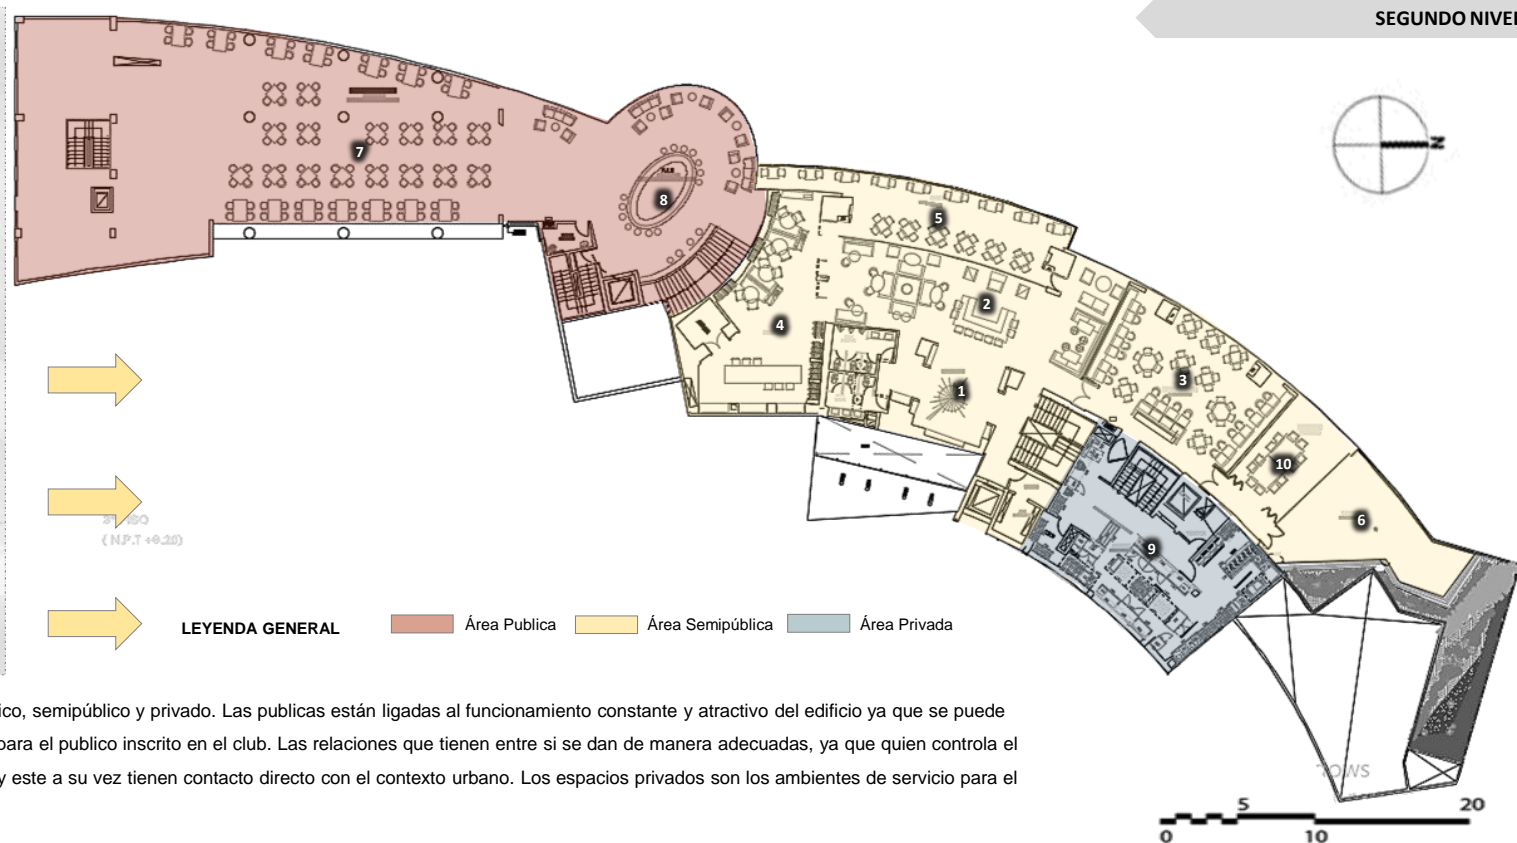 SEGUNDO NIVEL
N
7
8
5
2
4
1
3
10
6
9
( N.P.T +9.20)
LEYENDA GENERAL
Área Publica
Área Semipública
Área Privada
ico, semipúblico y privado. Las publicas están ligadas al funcionamiento constante y atractivo del edificio ya que se puede
para el publico inscrito en el club. Las relaciones que tienen entre si se dan de manera adecuadas, ya que quien controla el
y este a su vez tienen contacto directo con el contexto urbano. Los espacios privados son los ambientes de servicio para el
TOWS
5 20
0 10